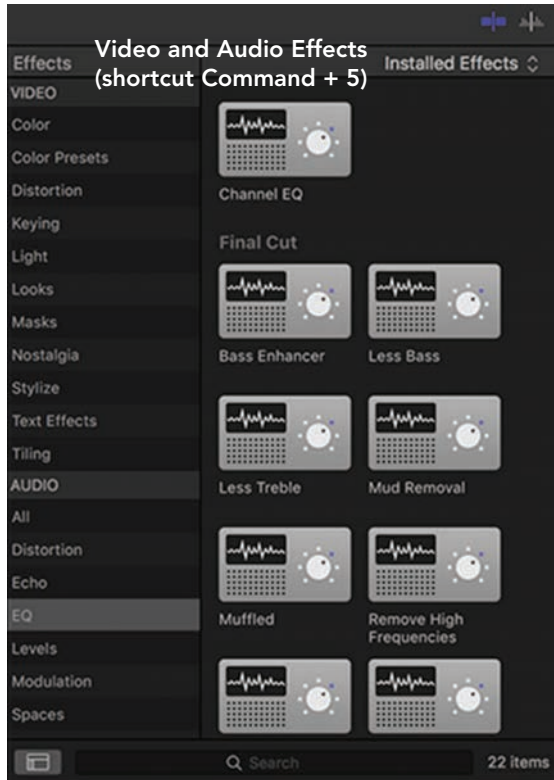 Video and Audio Effects
(shortcut Command + 5)
Effects
Installed Effects
VIDEO
Color
Color Presets
Distortion
Keying
Light
Looks
Masks
Nostalgia
Stylize
Text Effects
Tiling
AUDIO
All
Distortion
Echo
EQ
Levels
Modulation
Spaces
Channel EQ
Final Cut
Bass Enhancer
Less Bass
Less Treble
Mud Removal
Muffled
Remove High
Frequencies
Search
22 items